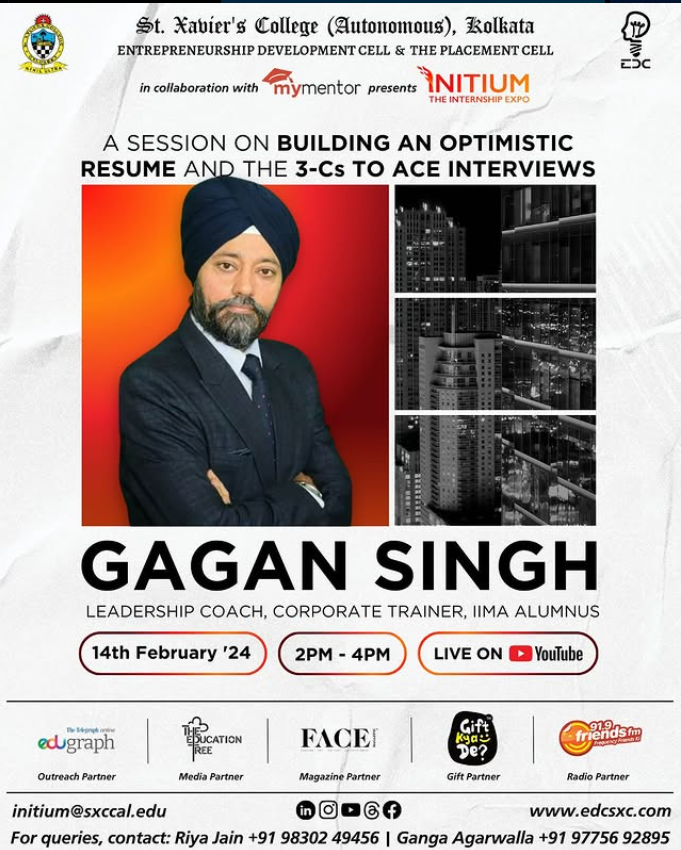 St. Xavier's College (Autonomous), Kolkata
ENTREPRENEURSHIP DEVELOPMENT CELL & THE PLACEMENT CELL
EDC
in collaboration with mymentor presents INITIUM
THE INTERNSHIP EXPO
A SESSION ON BUILDING AN OPTIMISTIC
RESUME AND THE 3-Cs TO ACE INTERVIEWS
GAGAN SINGH
LEADERSHIP COACH, CORPORATE TRAINER, IIMA ALUMNUS
14th February '24
2PM - 4PM
LIVE ON YouTube
The Telegraph online
edugraph
Outreach Partner
THE EDUCATION TREE
Media Partner
FACE
Magazine Partner
Gift Kya De?
Gift Partner
91.9 friends fm
Radio Partner
initium@sxccal.edu
www.edcsxc.com
For queries, contact: Riya Jain +91 98302 49456 | Ganga Agarwalla +91 97756 92895